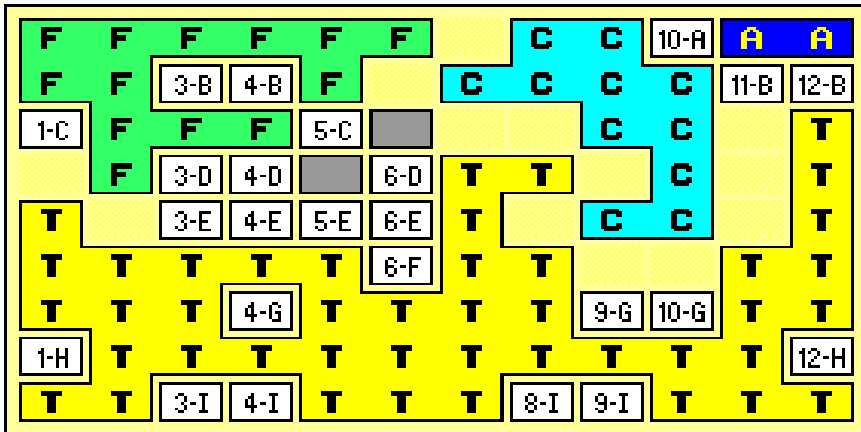 F F F F F F C C 10-A A A
F F 3-B 4-B F C C C C 11-B 12-B
1-C F F F 5-C C C T
F 3-D 4-D 6-D T T C T
T 3-E 4-E 5-E 6-E T C C T
T T T T T 6-F T T T T
T T T 4-G T T T T 9-G 10-G T T
1-H T T T T T T T T T T 12-H
T T 3-I 4-I T T T 8-I 9-I T T T